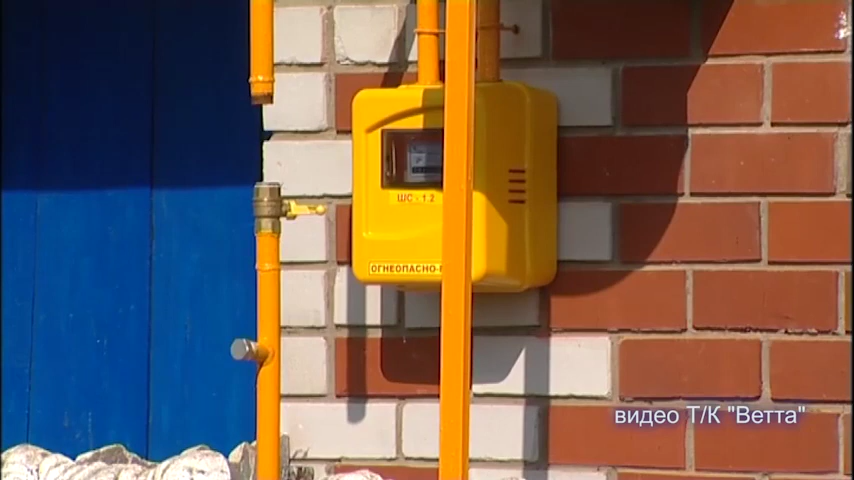 ШС - 1.2
ОГНЕОПАСНО-
видео Т/К "Ветта"